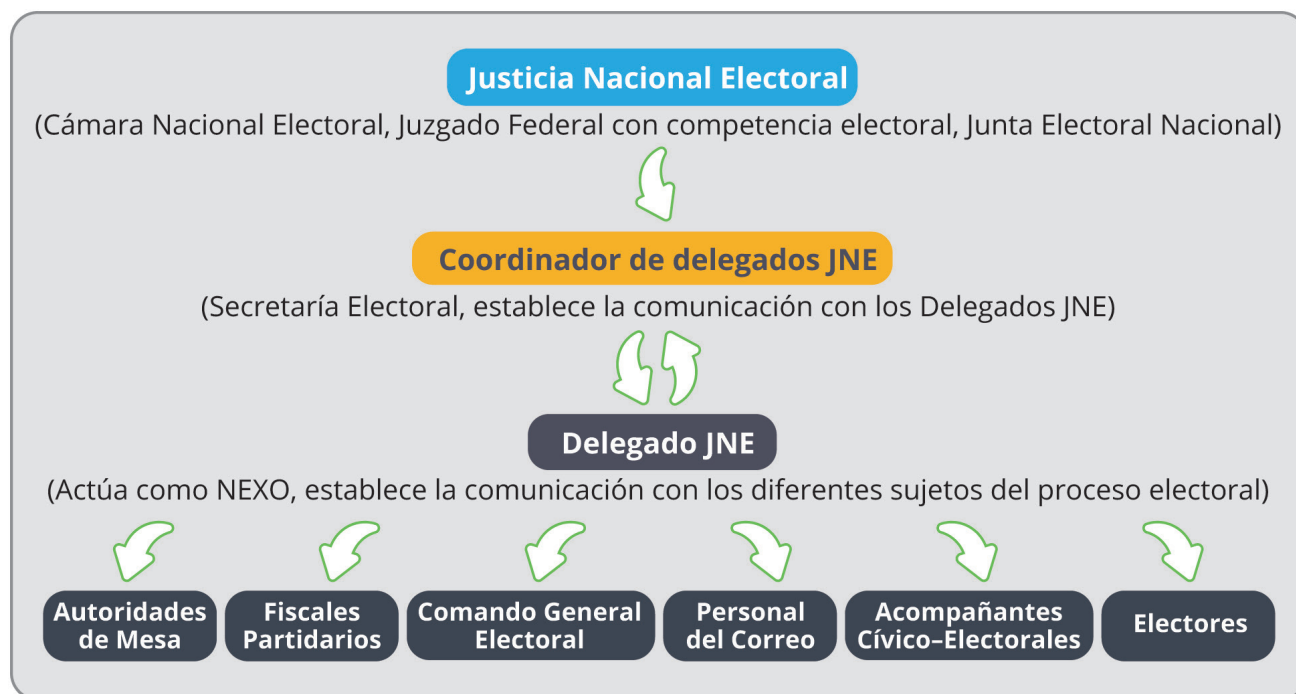 Justicia Nacional Electoral
(Cámara Nacional Electoral, Juzgado Federal con competencia electoral, Junta Electoral Nacional)
Coordinador de delegados JNE
(Secretaría Electoral, establece la comunicación con los Delegados JNE)
Delegado JNE
(Actúa como NEXO, establece la comunicación con los diferentes sujetos del proceso electoral)
Autoridades
de Mesa
Fiscales
Partidarios
Comando General
Electoral
Personal
del Correo
Acompañantes
Cívico–Electorales
Electores